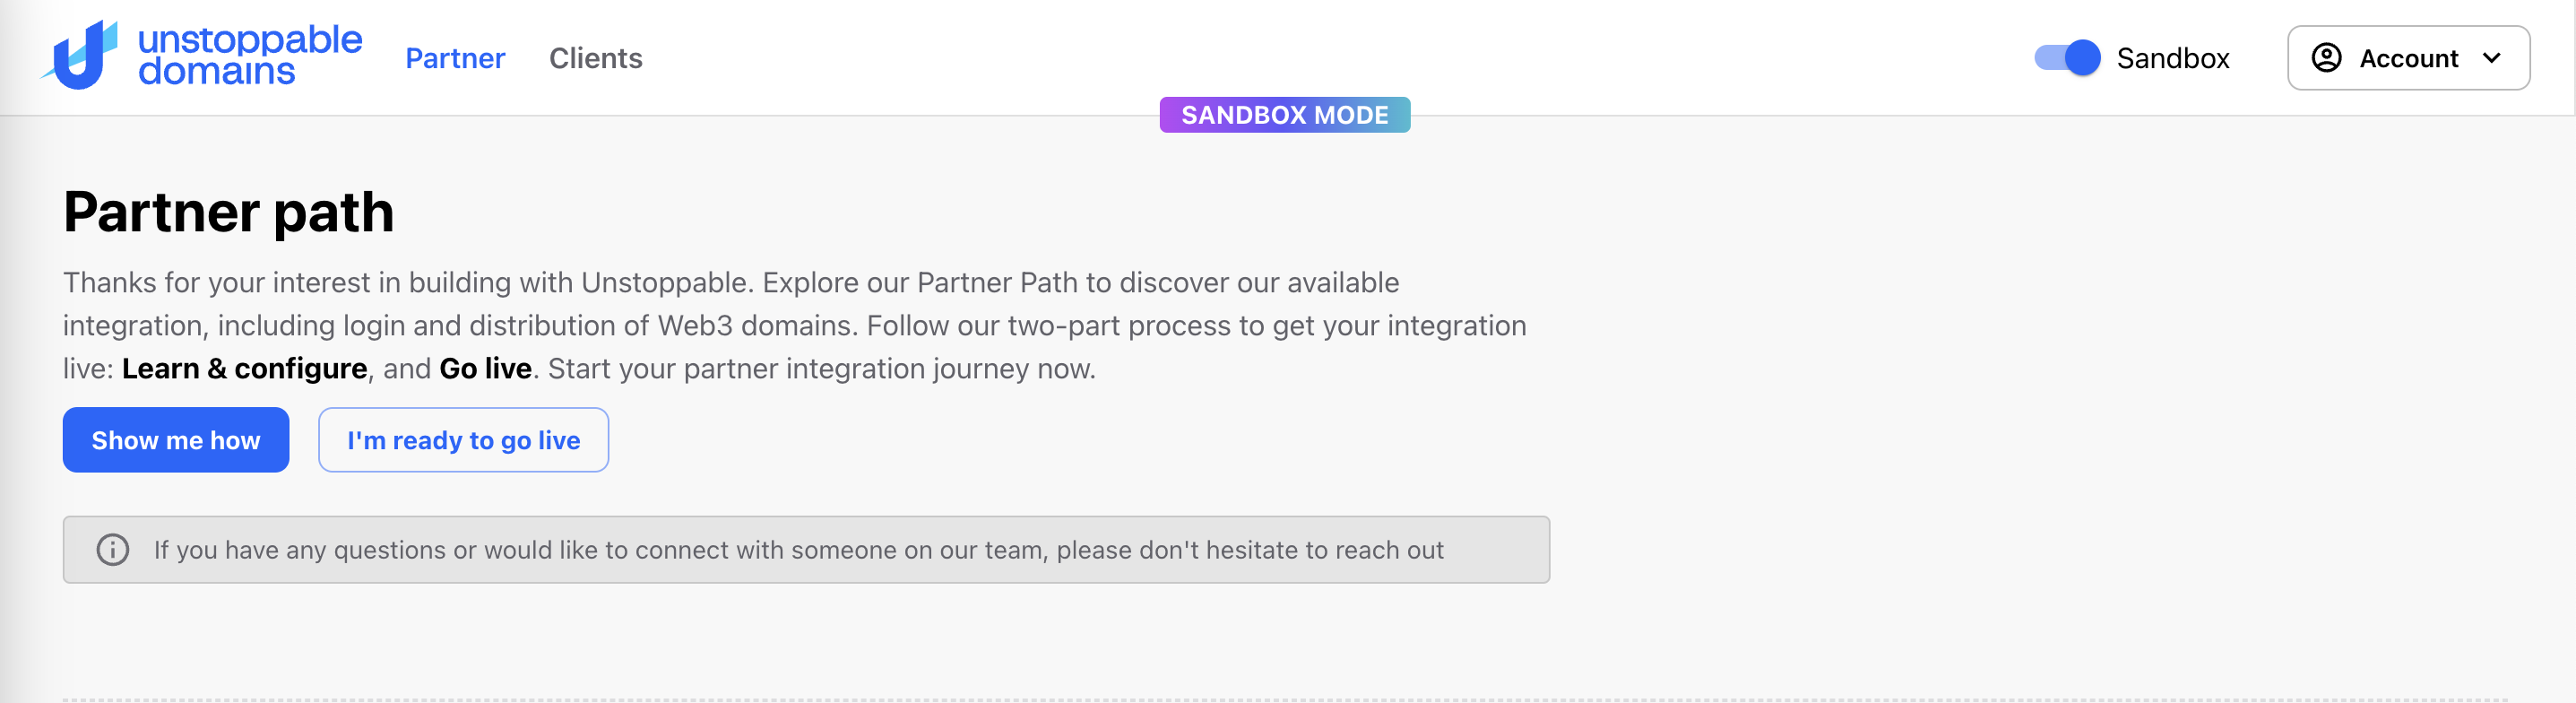 unstoppable
domains
Partner
Clients
Sandbox
Account
SANDBOX MODE
Partner path
Thanks for your interest in building with Unstoppable. Explore our Partner Path to discover our available
integration, including login and distribution of Web3 domains. Follow our two-part process to get your integration
live: Learn & configure, and Go live. Start your partner integration journey now.
Show me how
I'm ready to go live
If you have any questions or would like to connect with someone on our team, please don't hesitate to reach out